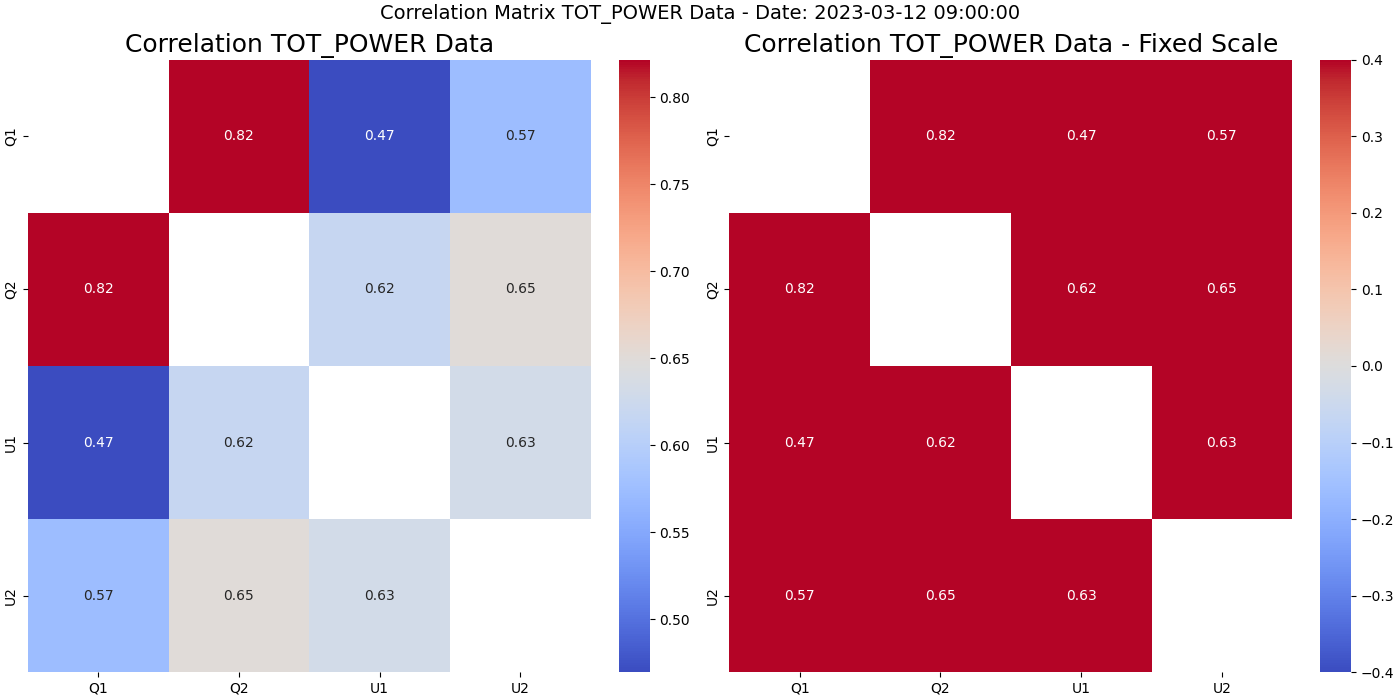 Correlation Matrix TOT_POWER Data - Date: 2023-03-12 09:00:00
Correlation TOT_POWER Data
Q1
0.82
0.47
0.57
Q2
0.82
0.62
0.65
U1
0.47
0.62
0.63
U2
0.57
0.65
0.63
Q1
Q2
U1
U2
0.80
0.75
0.70
0.65
0.60
0.55
0.50
Correlation TOT_POWER Data - Fixed Scale
Q1
0.82
0.47
0.57
Q2
0.82
0.62
0.65
U1
0.47
0.62
0.63
U2
0.57
0.65
0.63
Q1
Q2
U1
U2
0.4
0.3
0.2
0.1
0.0
−0.1
−0.2
−0.3
−0.4